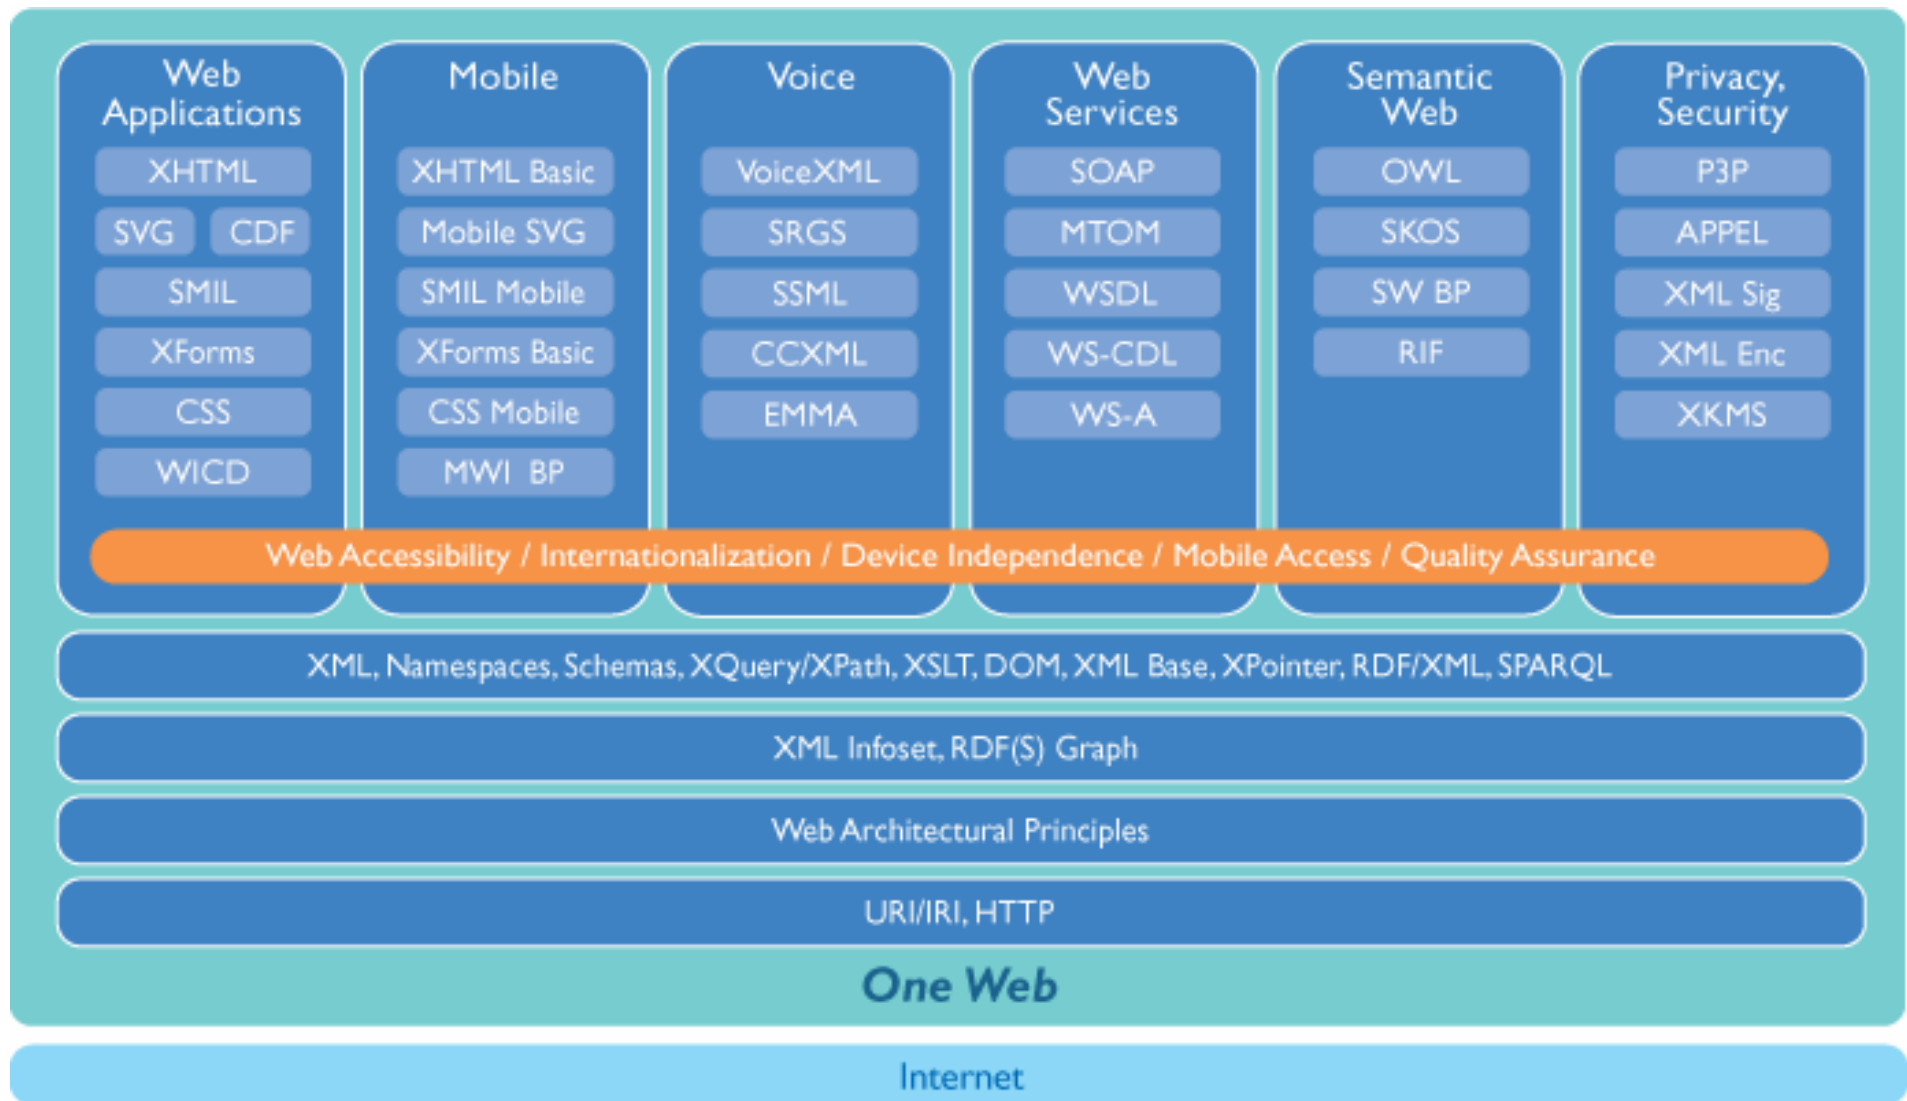 Web
Applications
XHTML
SVG
CDF
SMIL
XForms
CSS
WICD
Mobile
XHTML Basic
Mobile SVG
SMIL Mobile
XForms Basic
CSS Mobile
MWI BP
Voice
VoiceXML
SRGS
SSML
CCXML
EMMA
Web
Services
SOAP
MTOM
WSDL
WS-CDL
WS-A
Semantic
Web
OWL
SKOS
SW BP
RIF
Privacy,
Security
P3P
APPEL
XML Sig
XML Enc
XKMS
Web Accessibility / Internationalization / Device Independence / Mobile Access / Quality Assurance
XML, Namespaces, Schemas, XQuery/XPath, XSLT, DOM, XML Base, XPointer, RDF/XML, SPARQL
XML Infoset, RDF(S) Graph
Web Architectural Principles
URI/IRI, HTTP
One Web
Internet